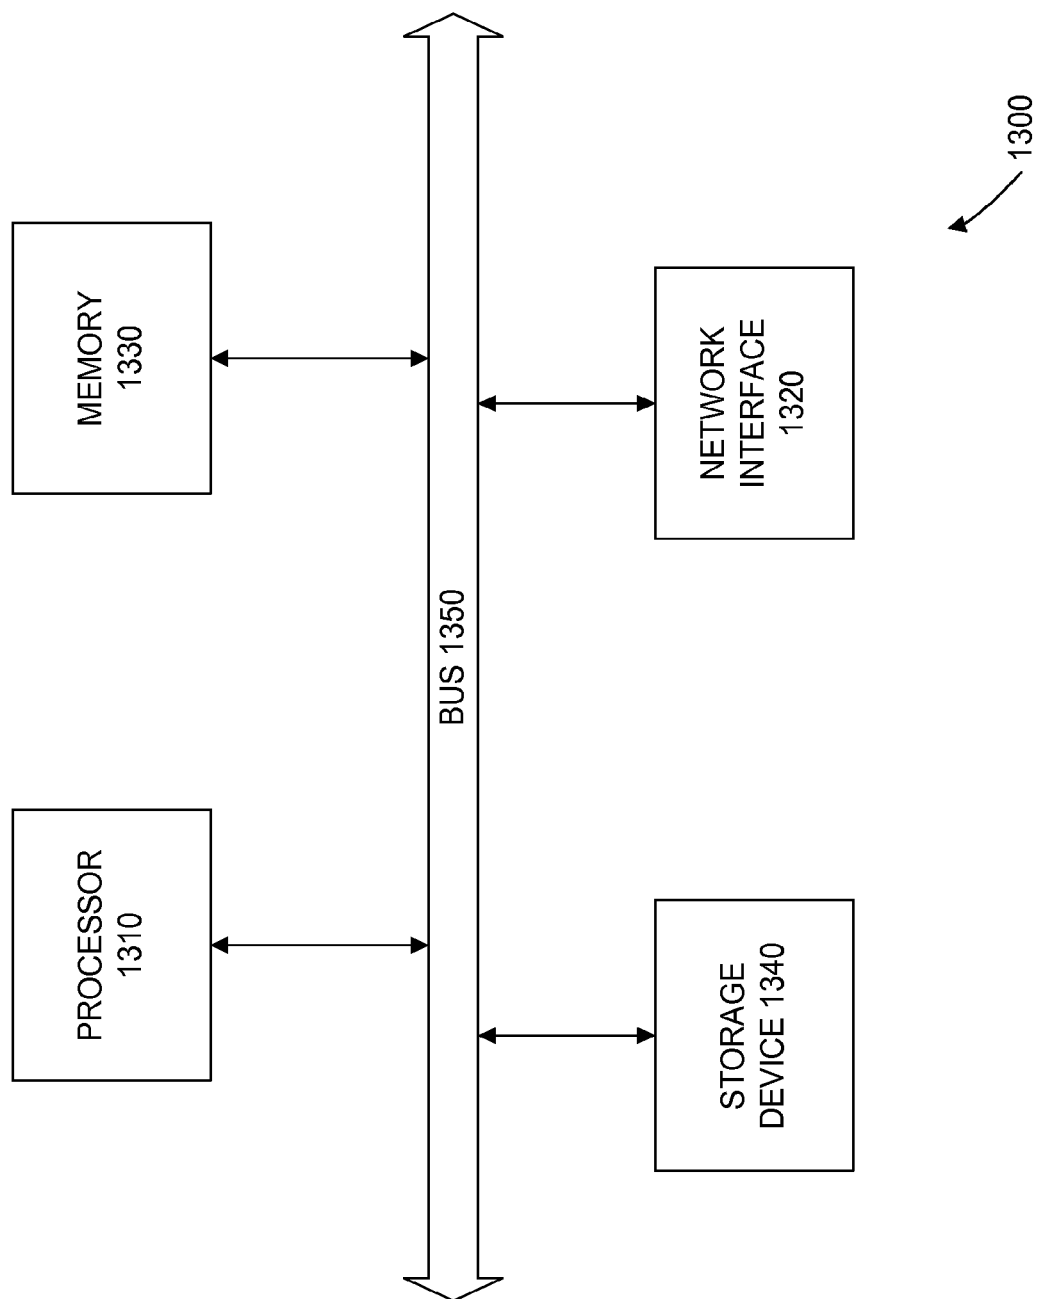 PROCESSOR
1310
MEMORY
1330
BUS 1350
STORAGE
DEVICE 1340
NETWORK
INTERFACE
1320
1300